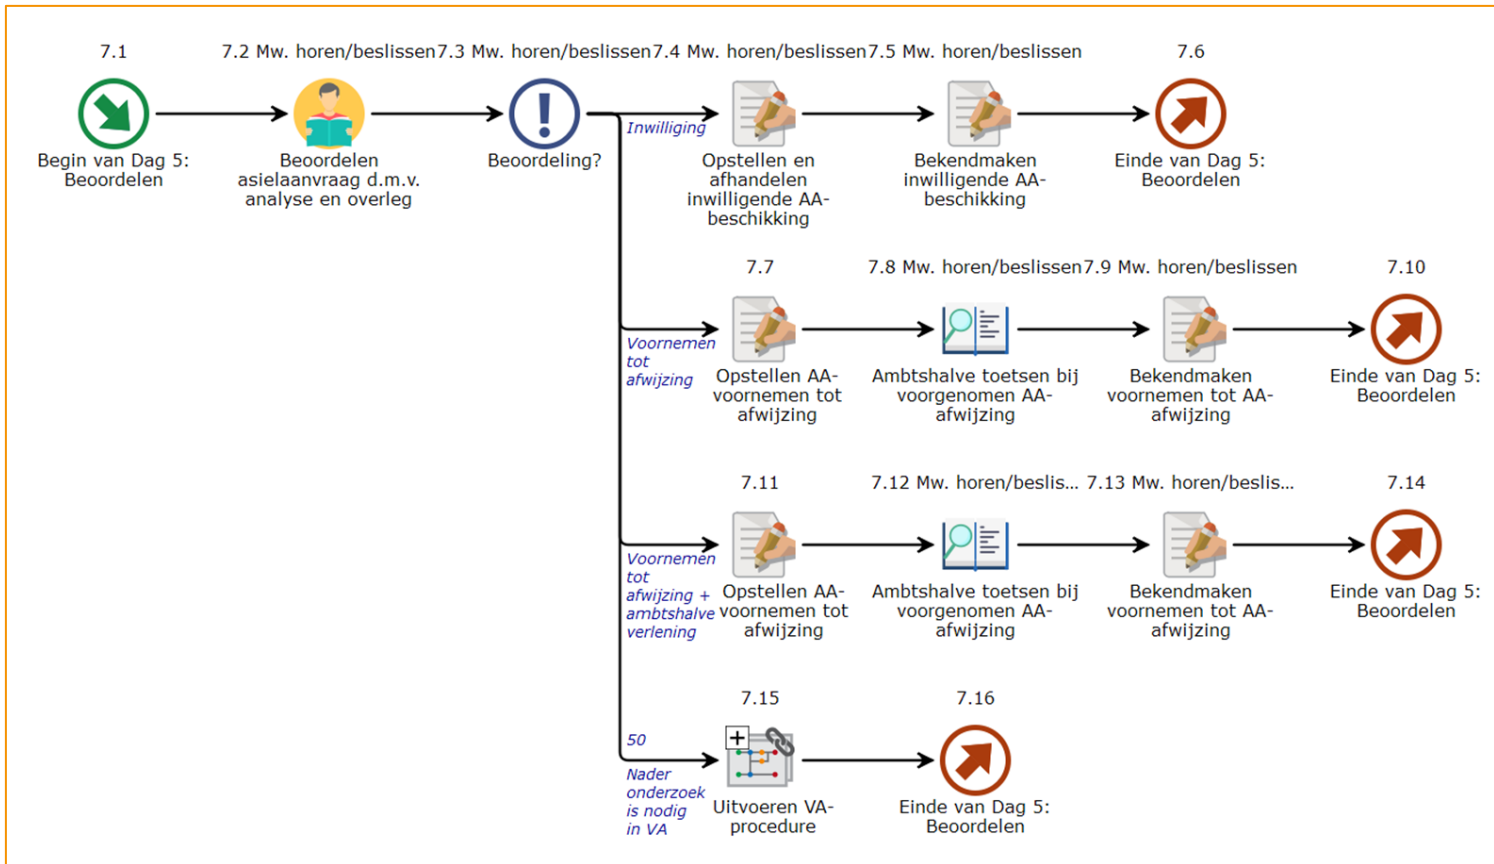 7.1
7.2 Mw. horen/beslissen
7.3 Mw. horen/beslissen
7.4 Mw. horen/beslissen
7.5 Mw. horen/beslissen
7.6
Begin van Dag 5:
Beoordelen
Beoordelen
asielaanvraag d.m.v.
analyse en overleg
Beoordeling?
Inwilliging
Opstellen en
afhandelen
inwilligende AA-
beschikking
Bekendmaken
inwilligende AA-
beschikking
Einde van Dag 5:
Beoordelen
7.7
7.8 Mw. horen/beslissen
7.9 Mw. horen/beslissen
7.10
Voornemen
tot
afwijzing
Opstellen AA-
voornemen tot
afwijzing
Ambtshalve toetsen bij
voorgenomen AA-
afwijzing
Bekendmaken
voornemen tot AA-
afwijzing
Einde van Dag 5:
Beoordelen
7.11
7.12 Mw. horen/beslis...
7.13 Mw. horen/beslis...
7.14
Voornemen
tot
afwijzing +
ambtshalve
verlening
Opstellen AA-
voornemen tot
afwijzing
Ambtshalve toetsen bij
voorgenomen AA-
afwijzing
Bekendmaken
voornemen tot AA-
afwijzing
Einde van Dag 5:
Beoordelen
7.15
7.16
50
Nader
onderzoek
is nodig
in VA
Uitvoeren VA-
procedure
Einde van Dag 5:
Beoordelen